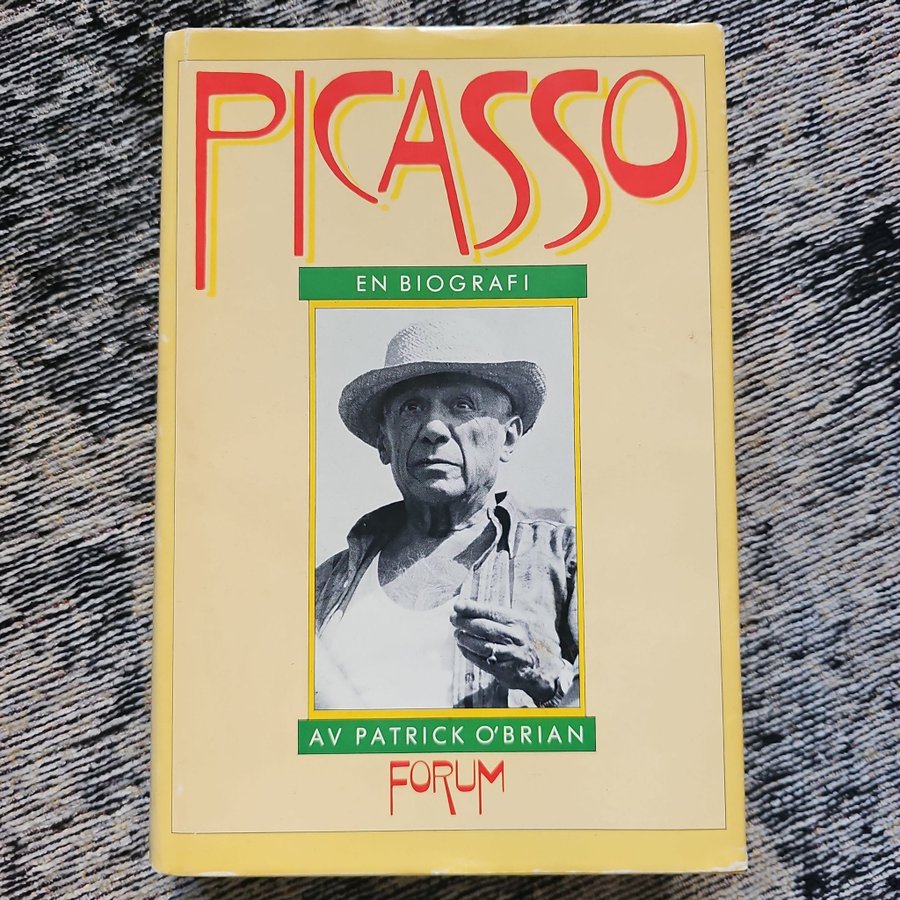 PICASSO
EN BIOGRAFI
AV PATRICK O'BRIAN
FORUM